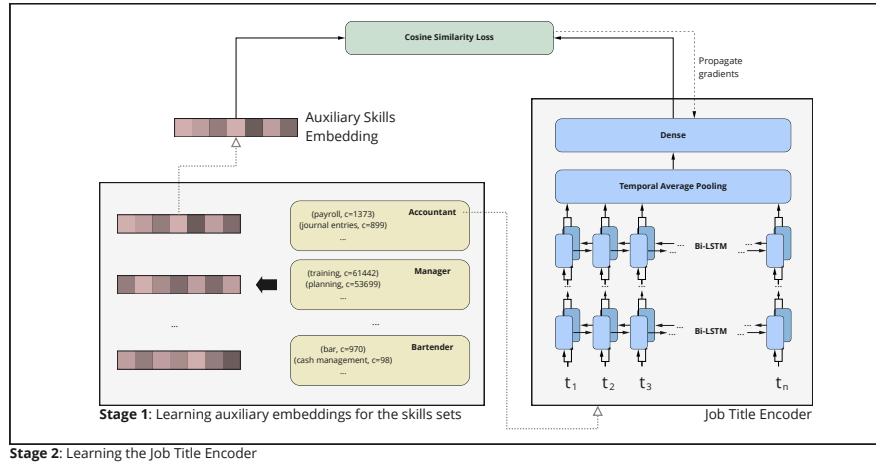 Cosine Similarity Loss
Propagate
gradients
Auxiliary Skills
Embedding
Dense
Temporal Average Pooling
(payroll, c=1373)
Accountant
(journal entries, c=899)
...
(training, c=61442)
Manager
(planning, c=53699)
...
...
...
(bar, c=970)
Bartender
(cash management, c=98)
...
... Bi-LSTM ...
... ...
... ... ... ...
... Bi-LSTM ...
... ...
t1 t2 t3 tn
Stage 1: Learning auxiliary embeddings for the skills sets
Job Title Encoder
Stage 2: Learning the Job Title Encoder